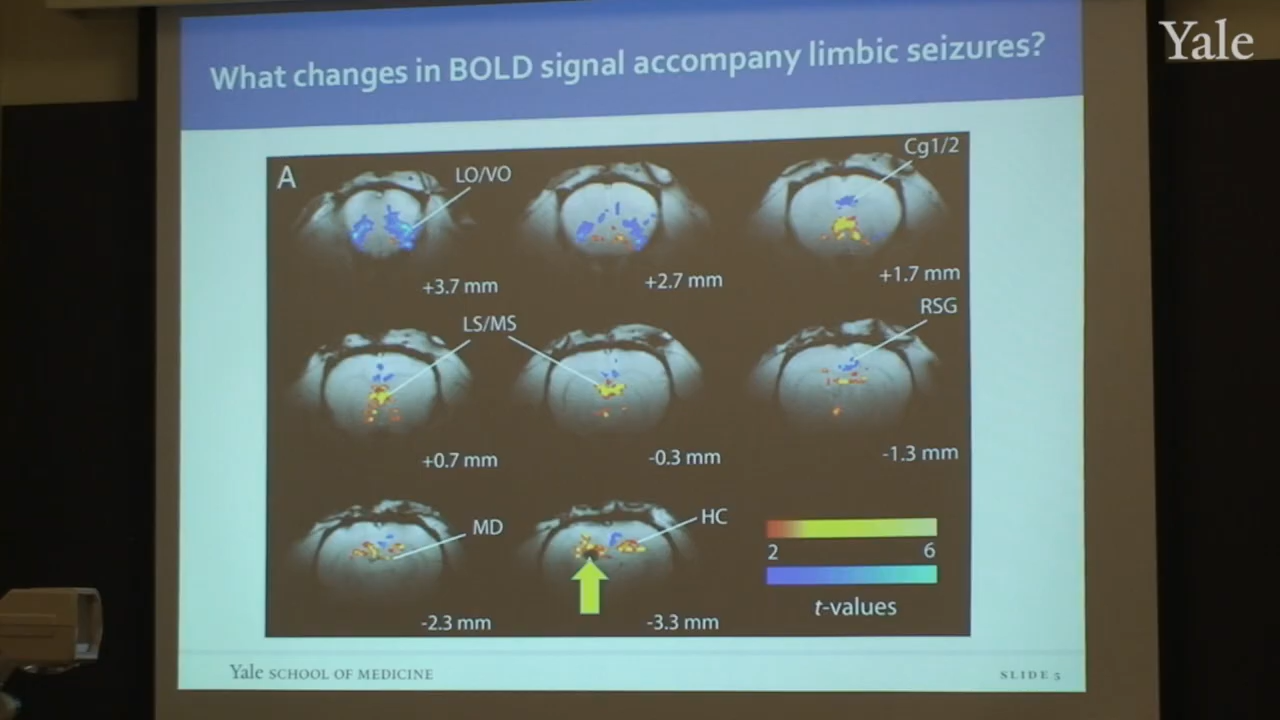 Yale
What changes in BOLD signal accompany limbic seizures?
A
LO/VO
Cg1/2
+3.7 mm
+2.7 mm
+1.7 mm
LS/MS
RSG
+0.7 mm
-0.3 mm
-1.3 mm
MD
HC
2 6
t-values
-2.3 mm
-3.3 mm
Yale SCHOOL OF MEDICINE
SLIDE 5